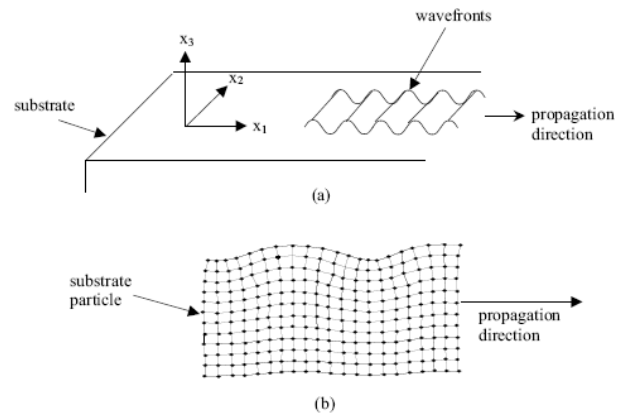 wavefronts
x3
x2
substrate
x1
propagation
direction
(a)
substrate
particle
propagation
direction
(b)